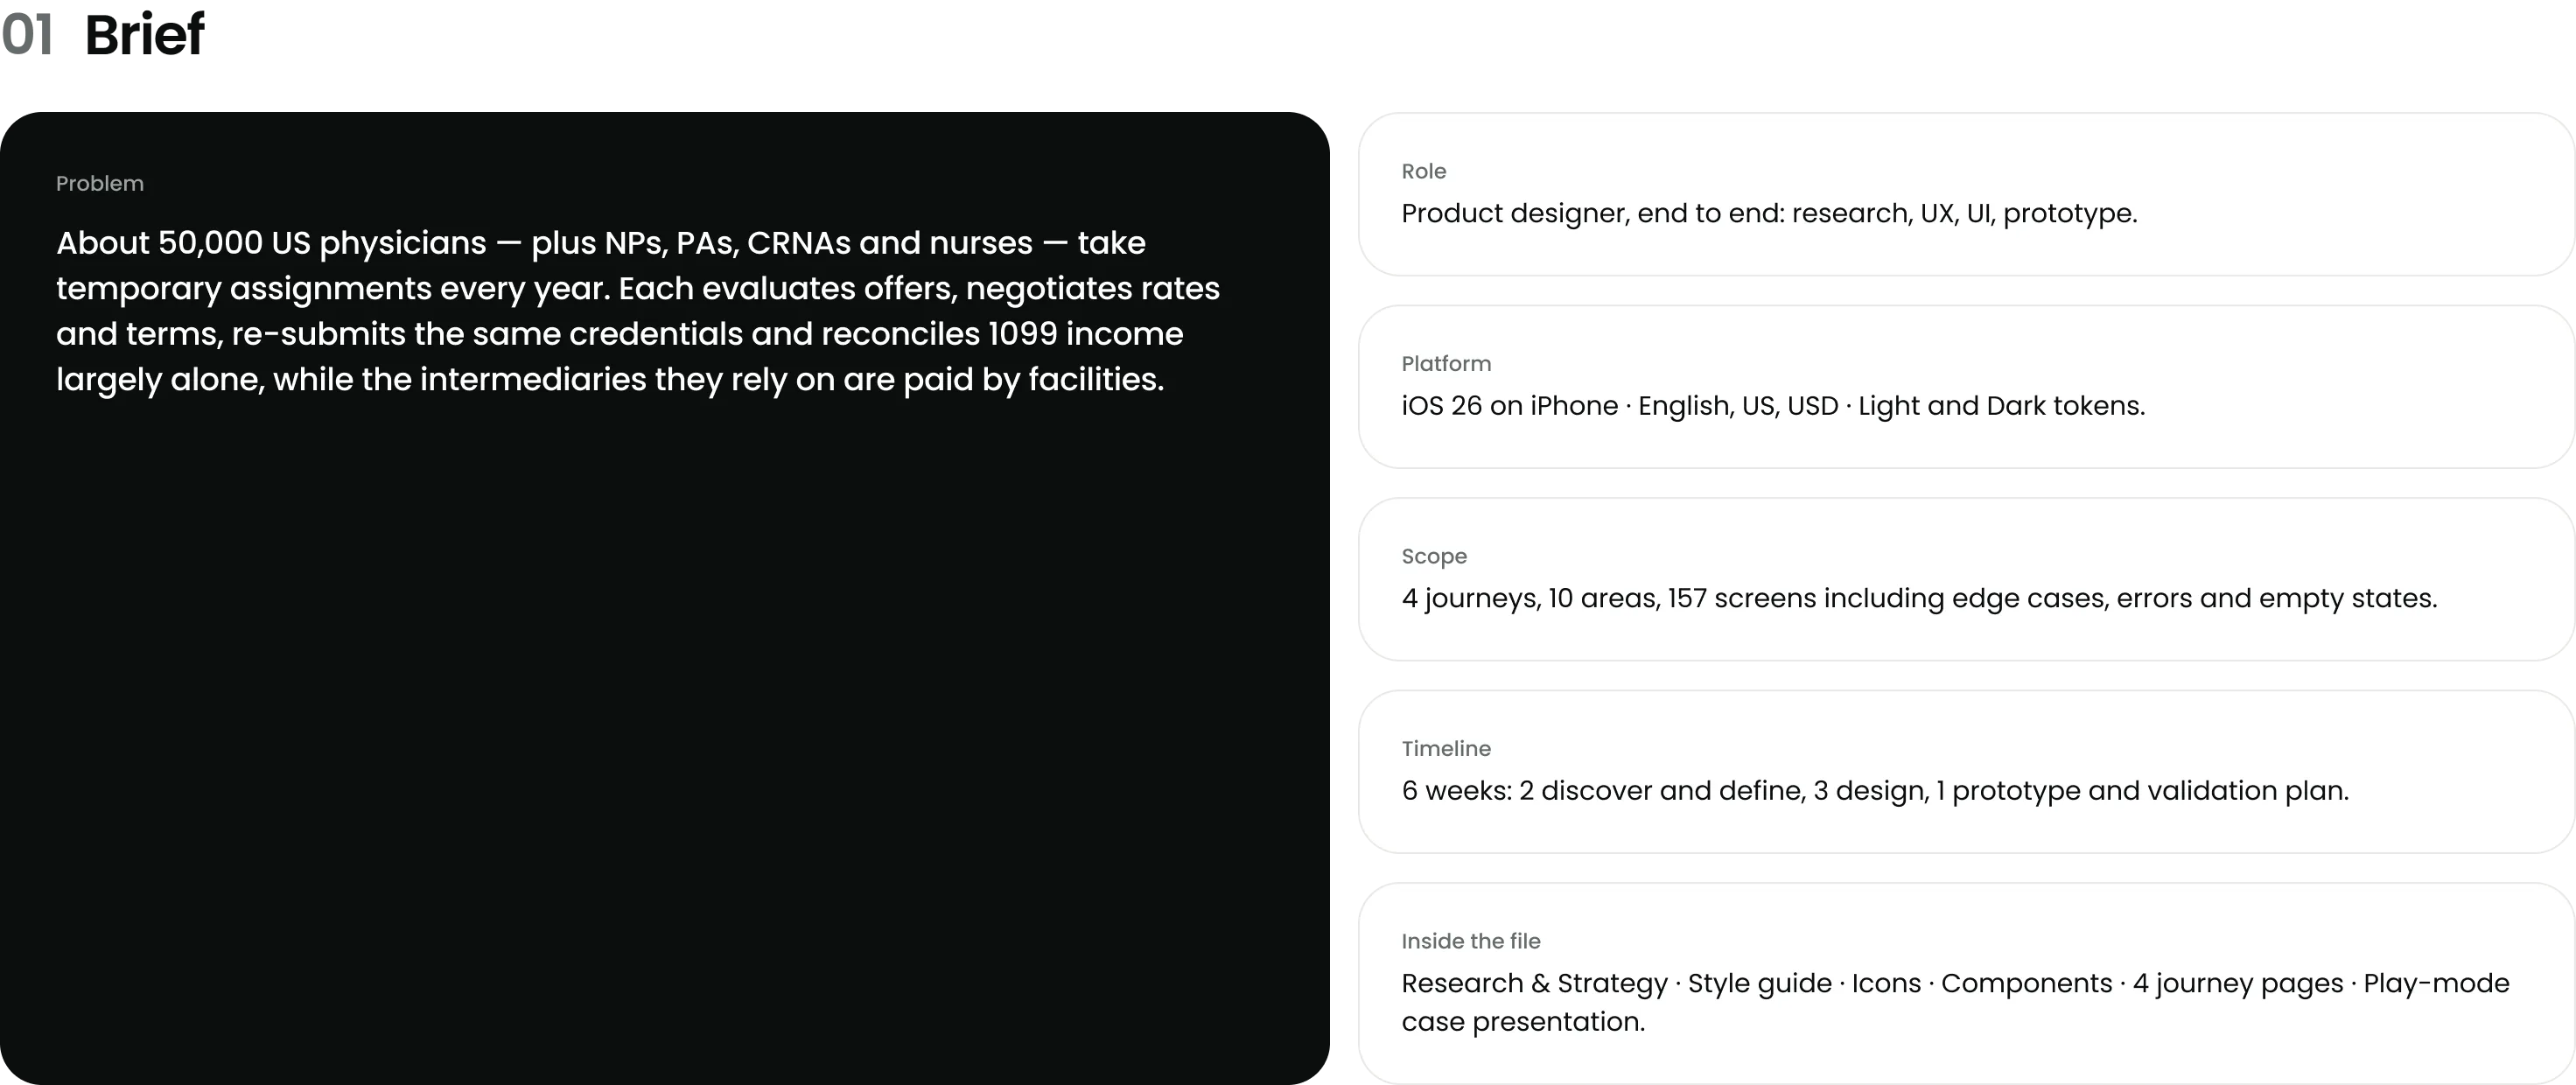 01 Brief
Problem
About 50,000 US physicians — plus NPs, PAs, CRNAs and nurses — take
temporary assignments every year. Each evaluates offers, negotiates rates
and terms, re-submits the same credentials and reconciles 1099 income
largely alone, while the intermediaries they rely on are paid by facilities.
Role
Product designer, end to end: research, UX, UI, prototype.
Platform
iOS 26 on iPhone · English, US, USD · Light and Dark tokens.
Scope
4 journeys, 10 areas, 157 screens including edge cases, errors and empty states.
Timeline
6 weeks: 2 discover and define, 3 design, 1 prototype and validation plan.
Inside the file
Research & Strategy · Style guide · Icons · Components · 4 journey pages · Play-mode
case presentation.